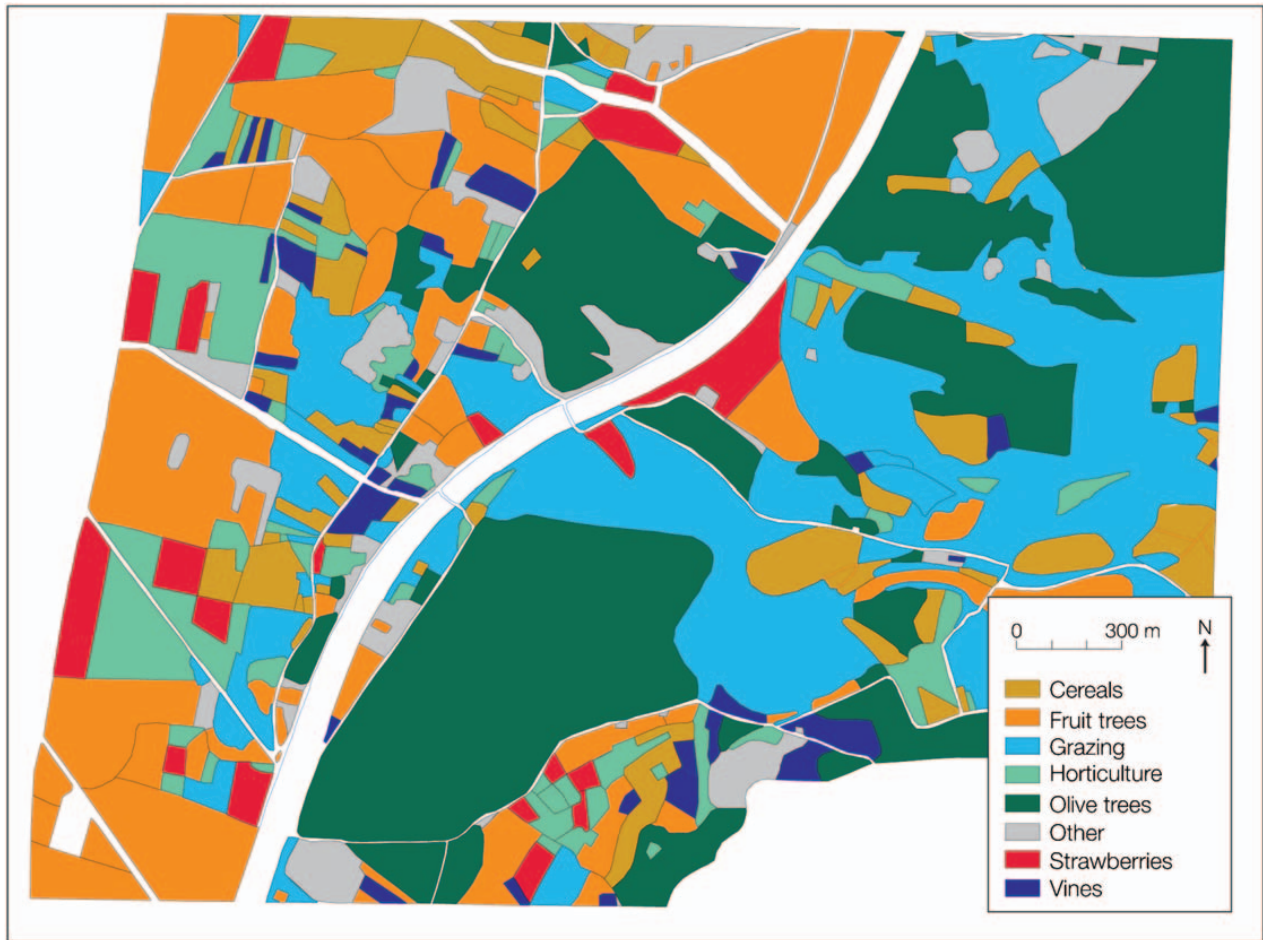 0 300 m N
Cereals
Fruit trees
Grazing
Horticulture
Olive trees
Other
Strawberries
Vines